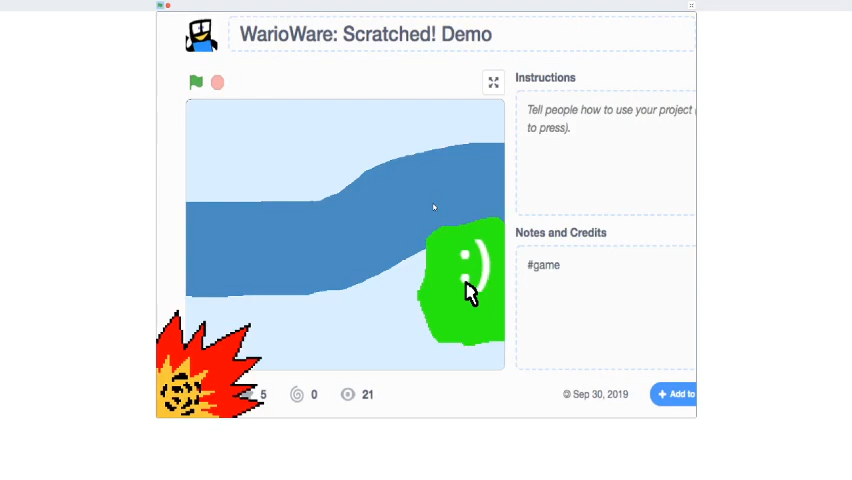 WarioWare: Scratched! Demo
Instructions
Tell people how to use your project (
to press).
:)
Notes and Credits
#game
5
0
21
© Sep 30, 2019
+ Add to